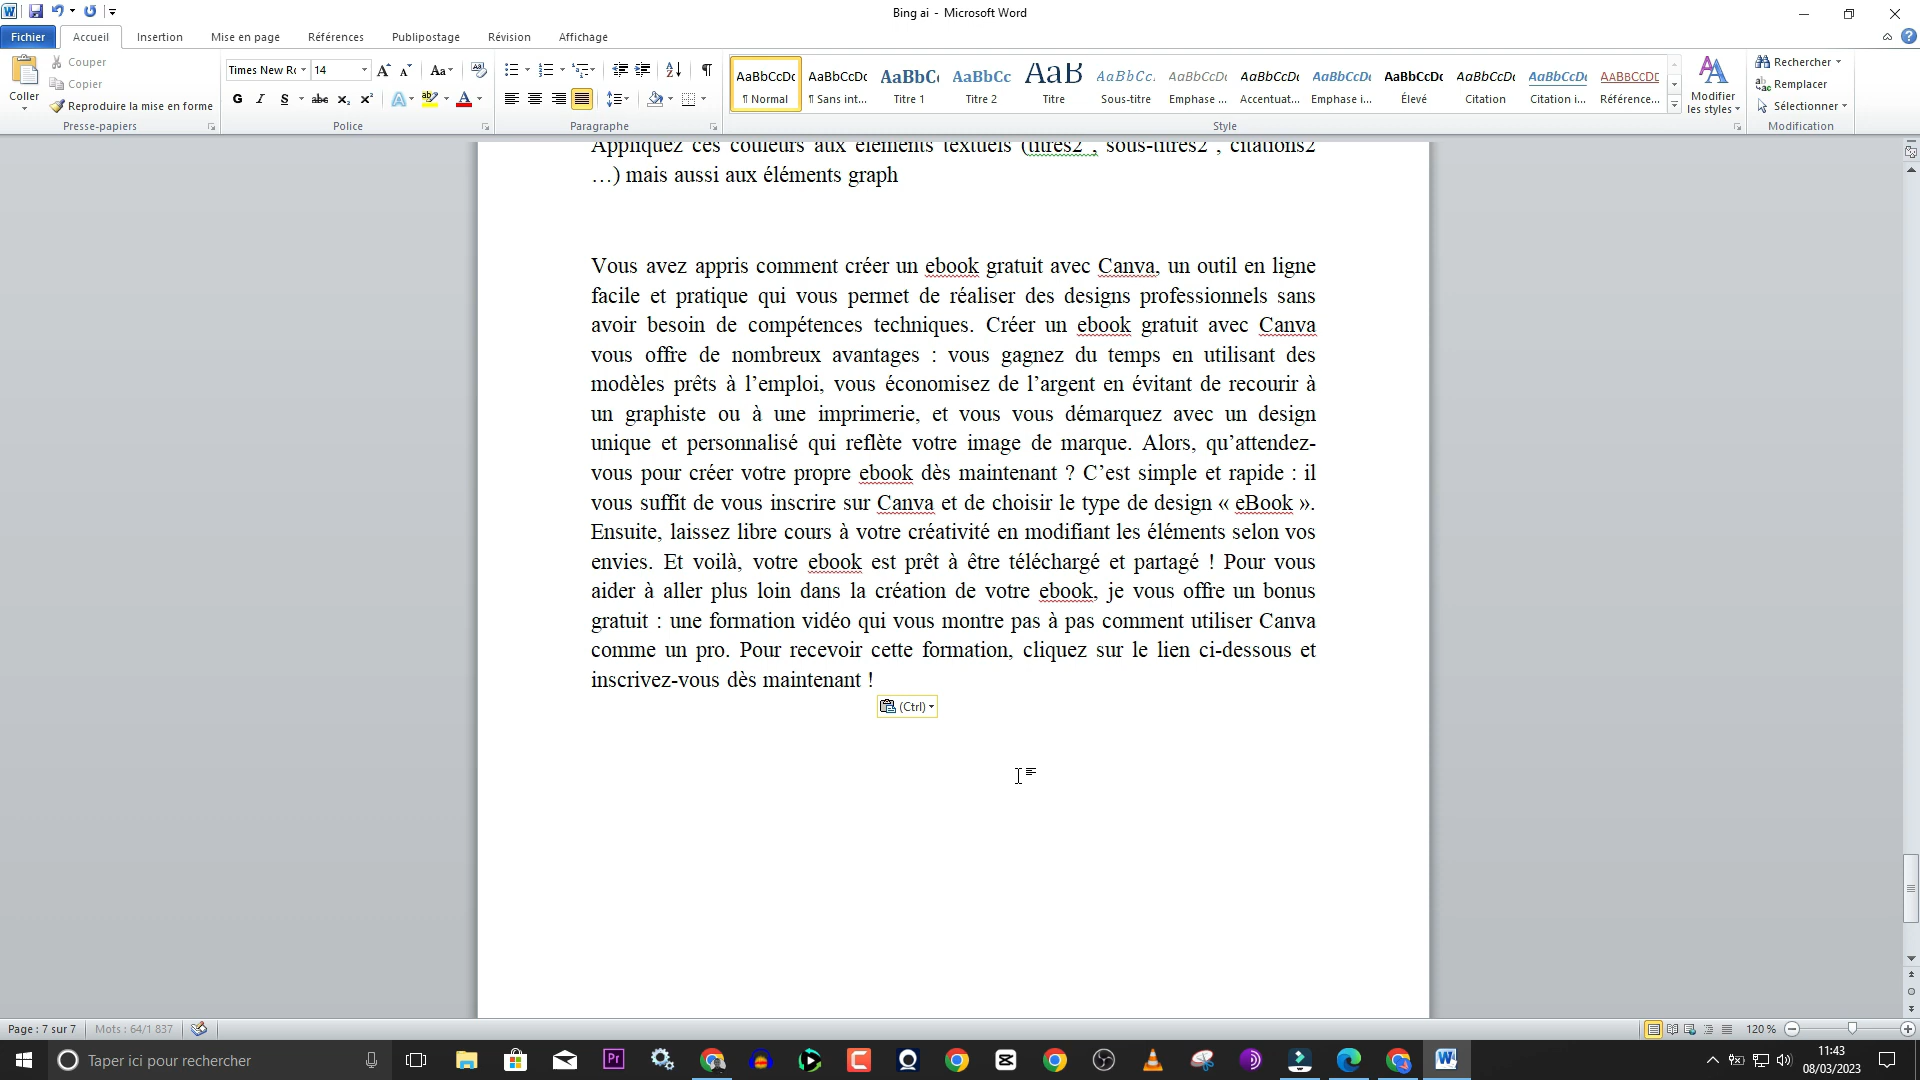 Bing ai - Microsoft Word
Fichier Accueil Insertion Mise en page Références Publipostage Révision Affichage
Coller
Couper
Copier
Reproduire la mise en forme
Presse-papiers
Times New Ro 14
Police
Paragraphe
AaBbCcDc AaBbCcDc AaBbC AaBbCc AaB AaBbCc. AaBbCcDc AaBbCcDc AaBbCcDc AaBbCcDc AaBbCcDc AaBbCcDc AABBCCDD
¶ Normal ¶ Sans int... Titre 1 Titre 2 Titre Sous-titre Emphase ... Accentuat... Emphase i... Élevé Citation Citation i... Référence...
Style
Modifier les styles
Rechercher
Remplacer
Sélectionner
Modification
Appliquez ces couleurs aux éléments textuels (titres2 , sous-titres2 , citations2
…) mais aussi aux éléments graph
Vous avez appris comment créer un ebook gratuit avec Canva, un outil en ligne
facile et pratique qui vous permet de réaliser des designs professionnels sans
avoir besoin de compétences techniques. Créer un ebook gratuit avec Canva
vous offre de nombreux avantages : vous gagnez du temps en utilisant des
modèles prêts à l’emploi, vous économisez de l’argent en évitant de recourir à
un graphiste ou à une imprimerie, et vous vous démarquez avec un design
unique et personnalisé qui reflète votre image de marque. Alors, qu’attendez-
vous pour créer votre propre ebook dès maintenant ? C’est simple et rapide : il
vous suffit de vous inscrire sur Canva et de choisir le type de design « eBook ».
Ensuite, laissez libre cours à votre créativité en modifiant les éléments selon vos
envies. Et voilà, votre ebook est prêt à être téléchargé et partagé ! Pour vous
aider à aller plus loin dans la création de votre ebook, je vous offre un bonus
gratuit : une formation vidéo qui vous montre pas à pas comment utiliser Canva
comme un pro. Pour recevoir cette formation, cliquez sur le lien ci-dessous et
inscrivez-vous dès maintenant !
(Ctrl)
Page : 7 sur 7 Mots : 64/1 837 120 %
Taper ici pour rechercher
11:43
08/03/2023